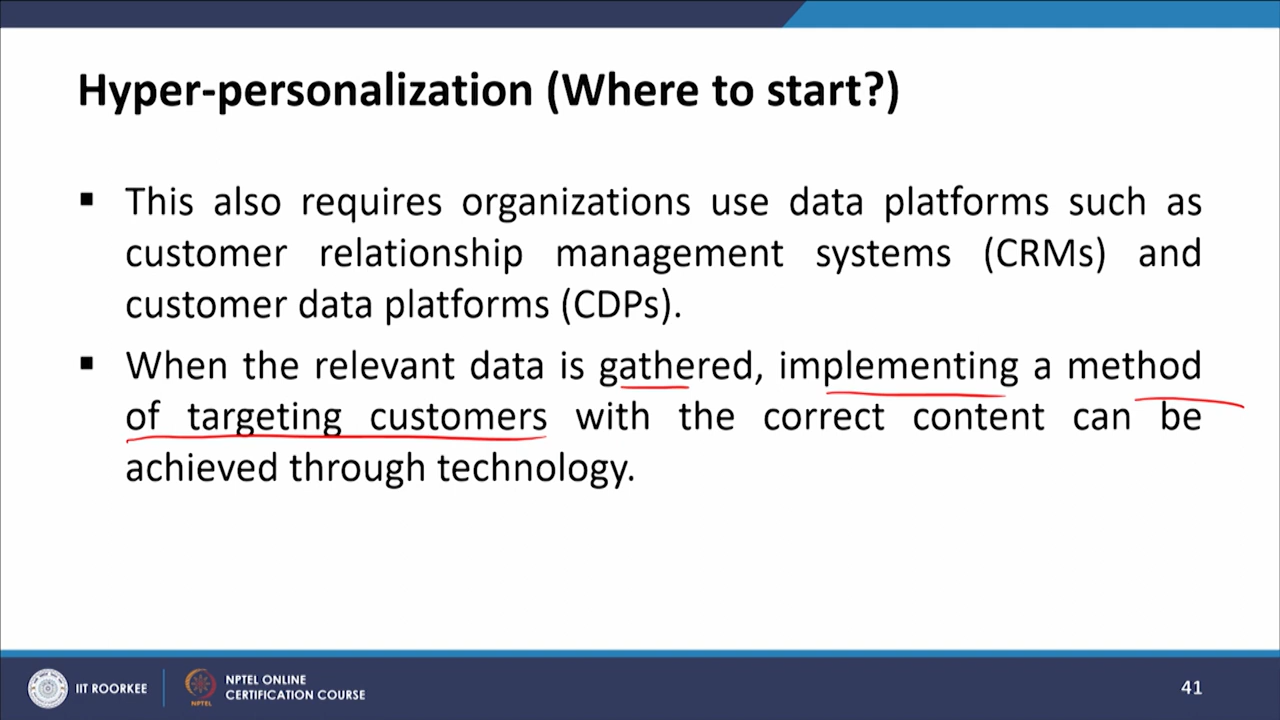 Hyper-personalization (Where to start?)
▪ This also requires organizations use data platforms such as
customer relationship management systems (CRMs) and
customer data platforms (CDPs).
▪ When the relevant data is gathered, implementing a method
of targeting customers with the correct content can be
achieved through technology.
IIT ROORKEE
NPTEL
NPTEL ONLINE
CERTIFICATION COURSE
41